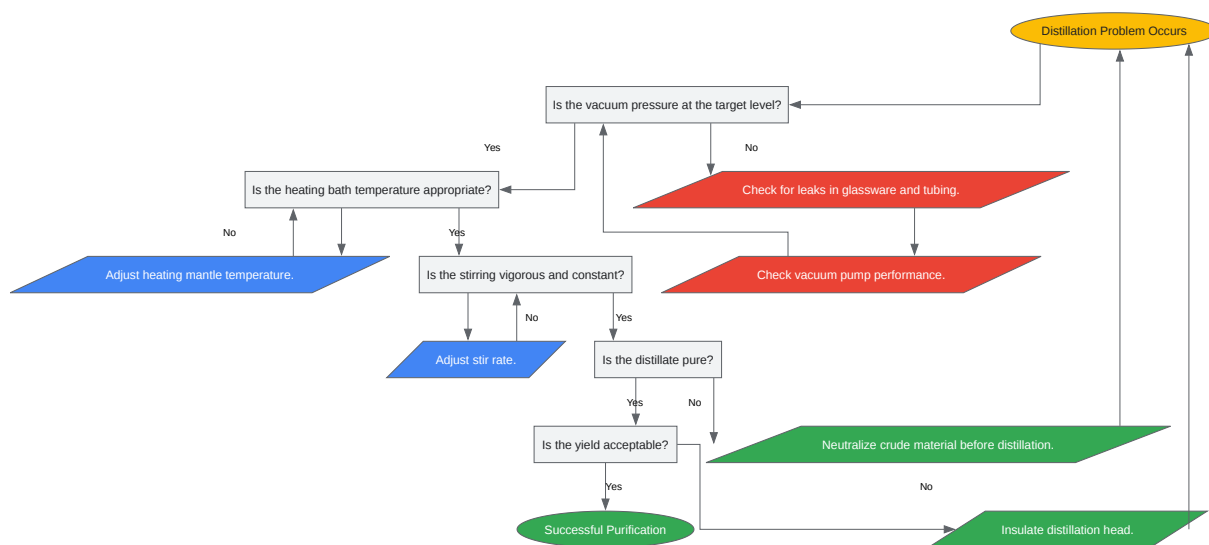 Distillation Problem Occurs
Is the vacuum pressure at the target level?
Yes
No
Is the heating bath temperature appropriate?
Check for leaks in glassware and tubing.
No
Yes
Adjust heating mantle temperature.
Is the stirring vigorous and constant?
Check vacuum pump performance.
No
Yes
Adjust stir rate.
Is the distillate pure?
Yes
No
Is the yield acceptable?
Neutralize crude material before distillation.
Yes
No
Successful Purification
Insulate distillation head.